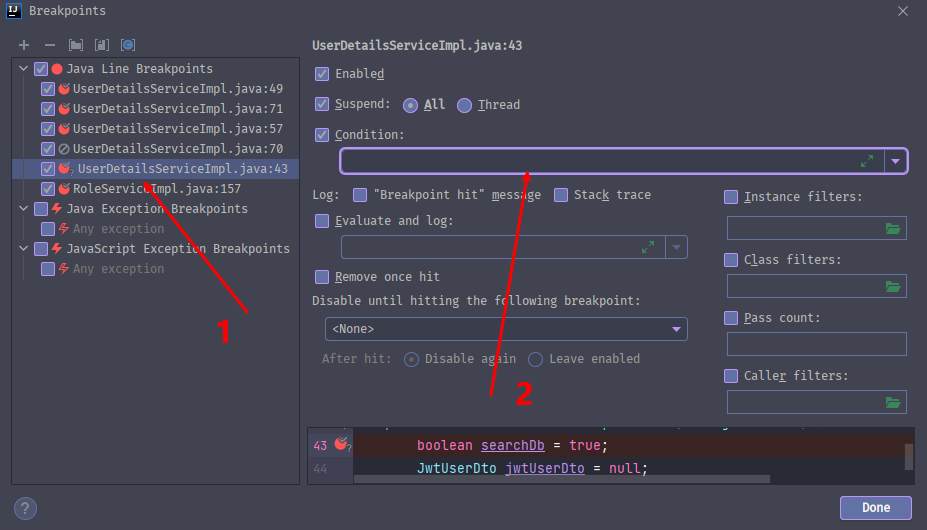 IJ Breakpoints
UserDetailsServiceImpl.java:43
Java Line Breakpoints
UserDetailsServiceImpl.java:49
UserDetailsServiceImpl.java:71
UserDetailsServiceImpl.java:57
UserDetailsServiceImpl.java:70
UserDetailsServiceImpl.java:43
RoleServiceImpl.java:157
Java Exception Breakpoints
Any exception
JavaScript Exception Breakpoints
Any exception
1
Enabled
Suspend: All Thread
Condition:
Log: "Breakpoint hit" message Stack trace
Evaluate and log:
Remove once hit
Disable until hitting the following breakpoint:
<None>
After hit: Disable again Leave enabled
2
Instance filters:
Class filters:
Pass count:
Caller filters:
43 ? boolean searchDb = true;
44 JwtUserDto jwtUserDto = null;
? Done